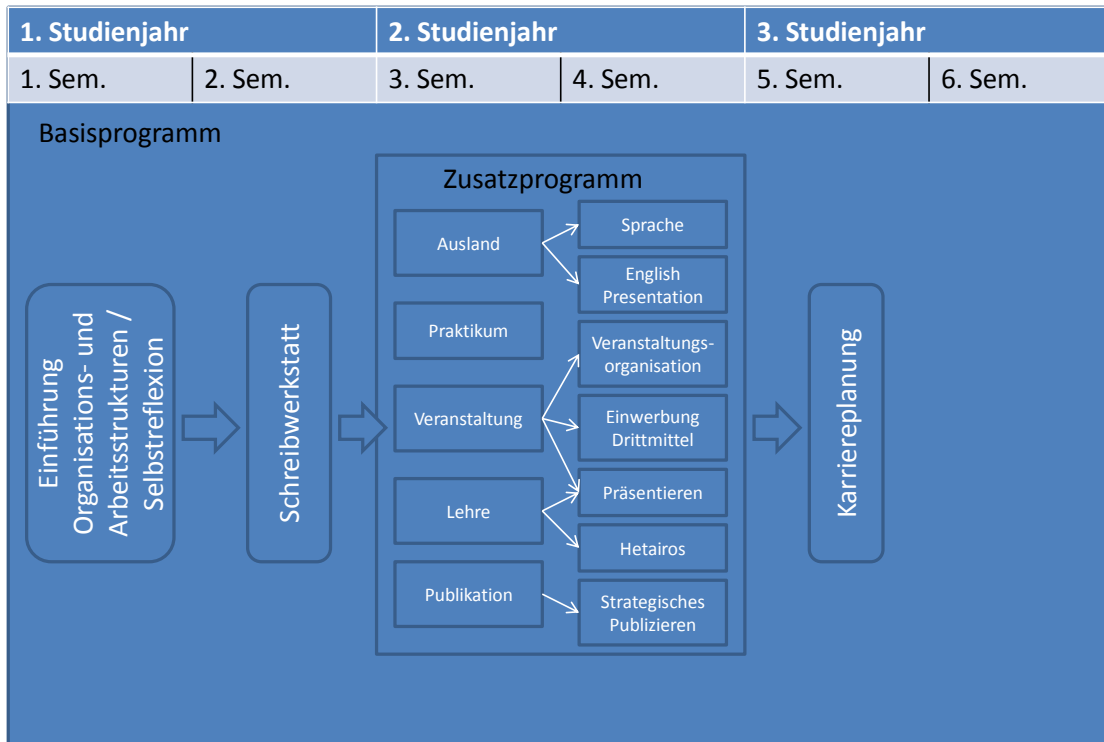 1. Studienjahr
2. Studienjahr
3. Studienjahr
1. Sem.
2. Sem.
3. Sem.
4. Sem.
5. Sem.
6. Sem.
Basisprogramm
Einführung
Organisations- und
Arbeitsstrukturen /
Selbstreflexion
Schreibwerkstatt
Zusatzprogramm
Ausland
Praktikum
Veranstaltung
Lehre
Publikation
Sprache
English
Presentation
Veranstaltungs-
organisation
Einwerbung
Drittmittel
Präsentieren
Hetairos
Strategisches
Publizieren
Karriereplanung